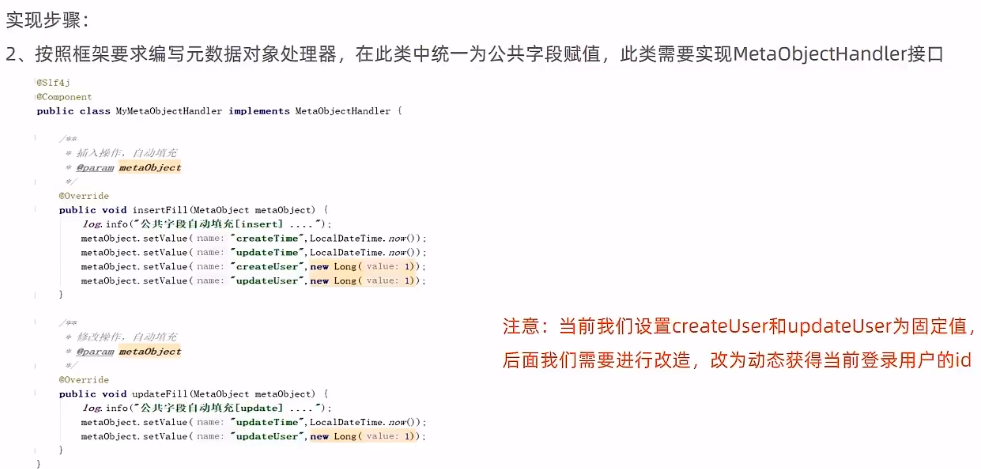 实现步骤：
2、按照框架要求编写元数据对象处理器，在此类中统一为公共字段赋值，此类需要实现MetaObjectHandler接口
@Slf4j
@Component
public class MyMetaObjectHandler implements MetaObjectHandler {
/**
* 插入操作，自动填充
* @param metaObject
*/
@Override
public void insertFill(MetaObject metaObject) {
log.info("公共字段自动填充[insert] ....");
metaObject.setValue( name: "createTime",LocalDateTime.now());
metaObject.setValue( name: "updateTime",LocalDateTime.now());
metaObject.setValue( name: "createUser",new Long( value: 1));
metaObject.setValue( name: "updateUser",new Long( value: 1));
}
/**
* 修改操作，自动填充
* @param metaObject
*/
@Override
public void updateFill(MetaObject metaObject) {
log.info("公共字段自动填充[update] ....");
metaObject.setValue( name: "updateTime",LocalDateTime.now());
metaObject.setValue( name: "updateUser",new Long( value: 1));
}
}
注意：当前我们设置createUser和updateUser为固定值，
后面我们需要进行改造，改为动态获得当前登录用户的id